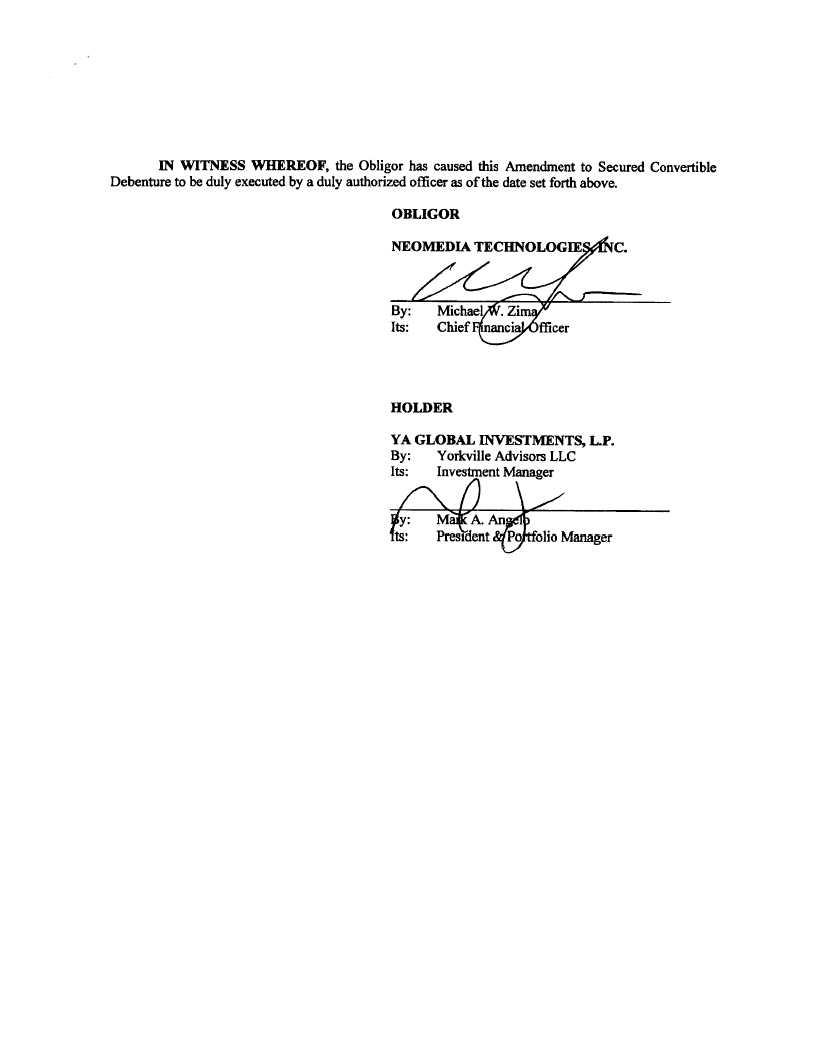 IN WITNESS WHEREOF, the Obligor has caused this Amendment to Secured Convertible
Debenture to be duly executed by a duly authorized officer as of the date set forth above.
OBLIGOR
NEOMEDIA TECHNOLOGIES, INC.
By: Michael W. Zima
Its: Chief Financial Officer
HOLDER
YA GLOBAL INVESTMENTS, L.P.
By: Yorkville Advisors LLC
Its: Investment Manager
By: Mark A. Angelo
Its: President & Portfolio Manager